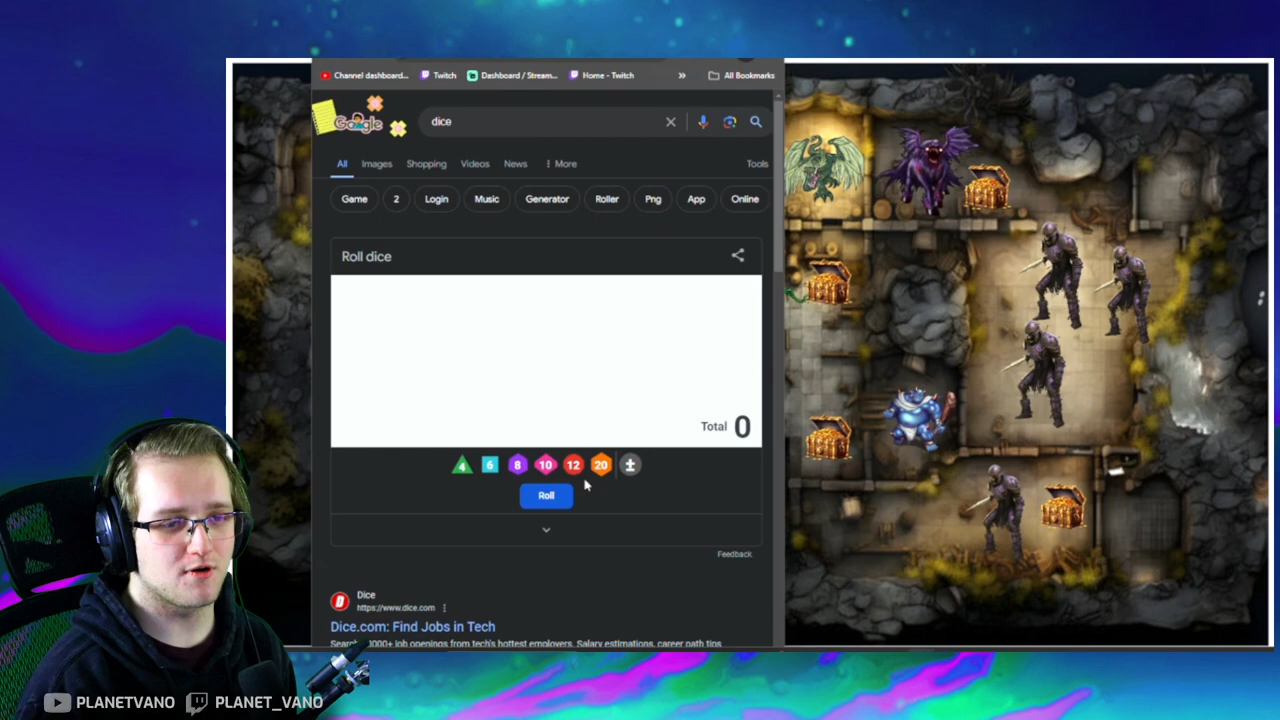 Channel dashboard... Twitch Dashboard / Stream... Home - Twitch » All Bookmarks
Google dice
All Images Shopping Videos News More Tools
Game 2 Login Music Generator Roller Png App Online
Roll dice
Total 0
4 6 8 10 12 20 ±
Roll
Feedback
D Dice
https://www.dice.com
Dice.com: Find Jobs in Tech
000+ job openings from tech's hottest employers. Salary estimations, career path tips
PLANETVANO PLANET_VANO